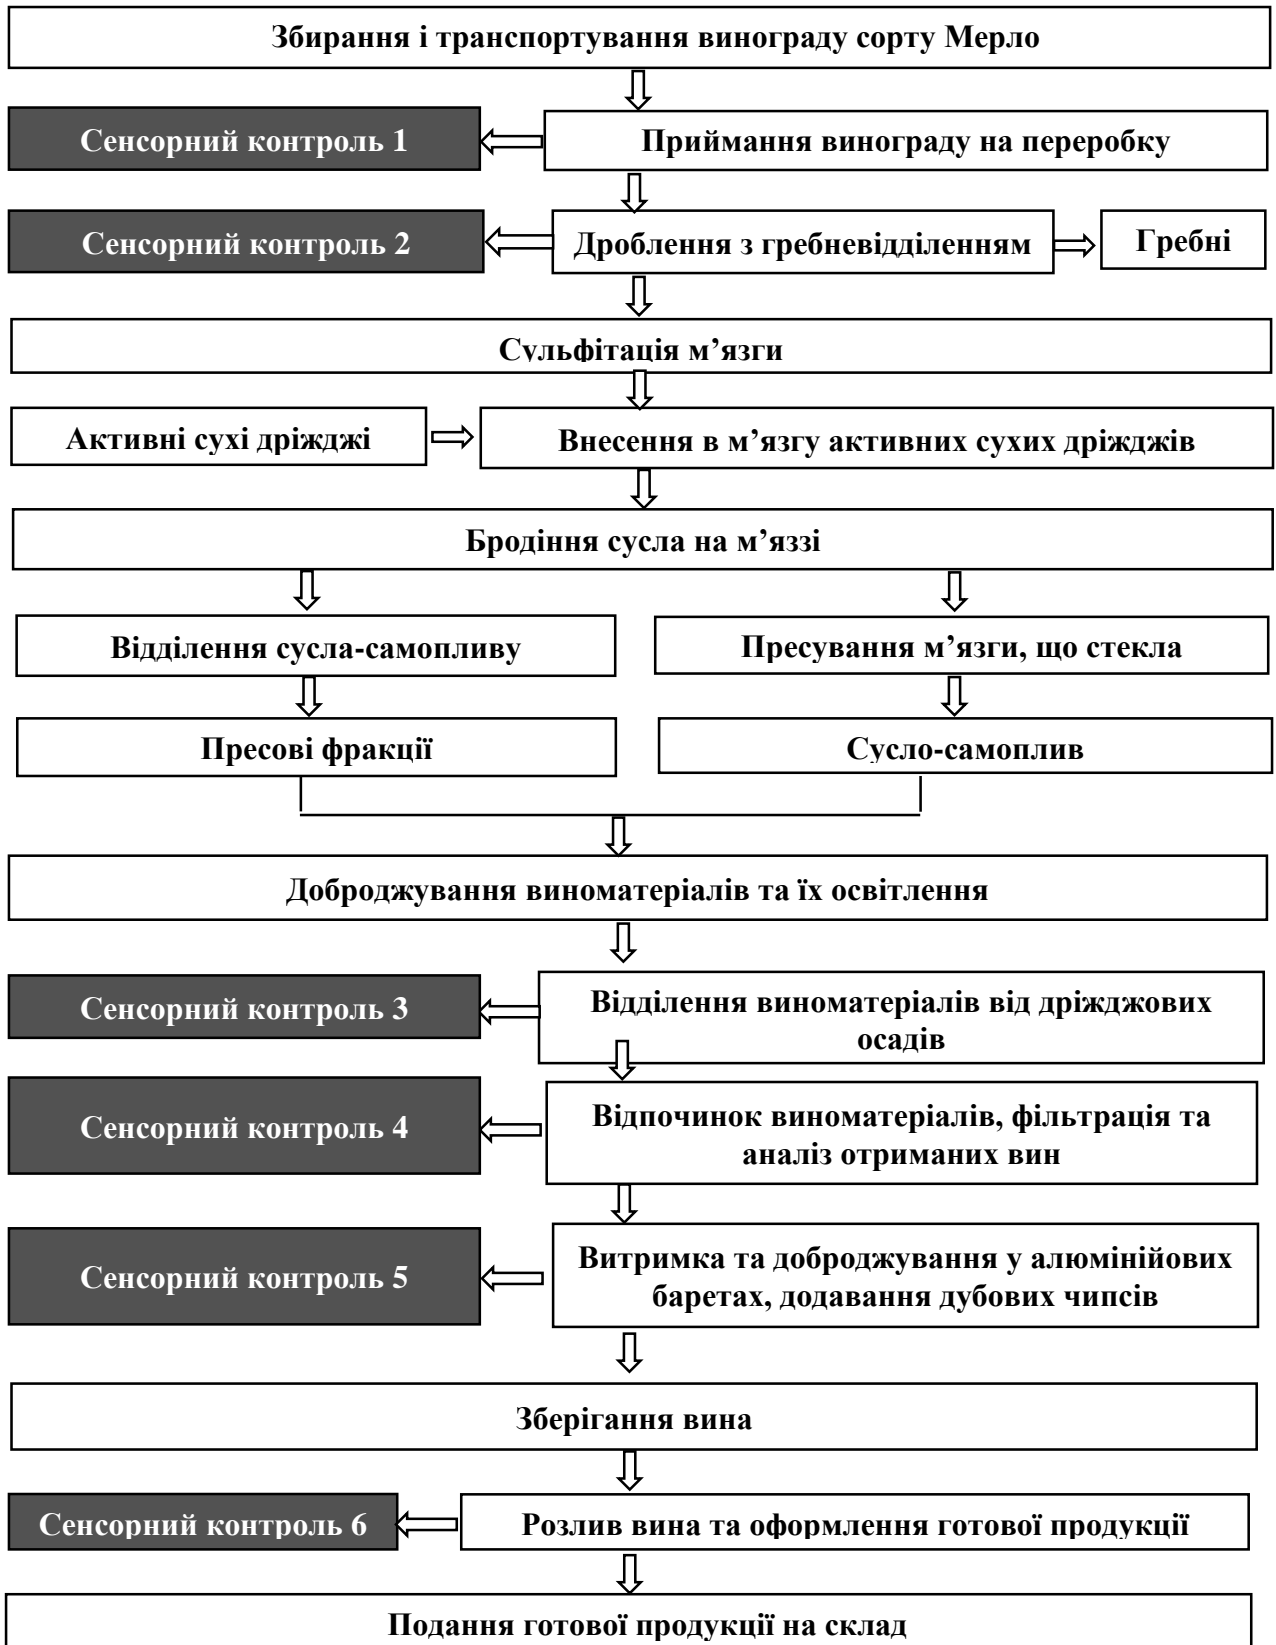 Збирання і транспортування винограду сорту Мерло
Сенсорний контроль 1
Приймання винограду на переробку
Сенсорний контроль 2
Дроблення з гребневідділенням
Гребні
Сульфітація м’язги
Активні сухі дріжджі
Внесення в м’язгу активних сухих дріжджів
Бродіння сусла на м’яззі
Відділення сусла-самопливу
Пресування м’язги, що стекла
Пресові фракції
Сусло-самоплив
Доброджування виноматеріалів та їх освітлення
Сенсорний контроль 3
Відділення виноматеріалів від дріжджових
осадів
Сенсорний контроль 4
Відпочинок виноматеріалів, фільтрація та
аналіз отриманих вин
Сенсорний контроль 5
Витримка та доброджування у алюмінійових
баретах, додавання дубових чипсів
Зберігання вина
Сенсорний контроль 6
Розлив вина та оформлення готової продукції
Подання готової продукції на склад